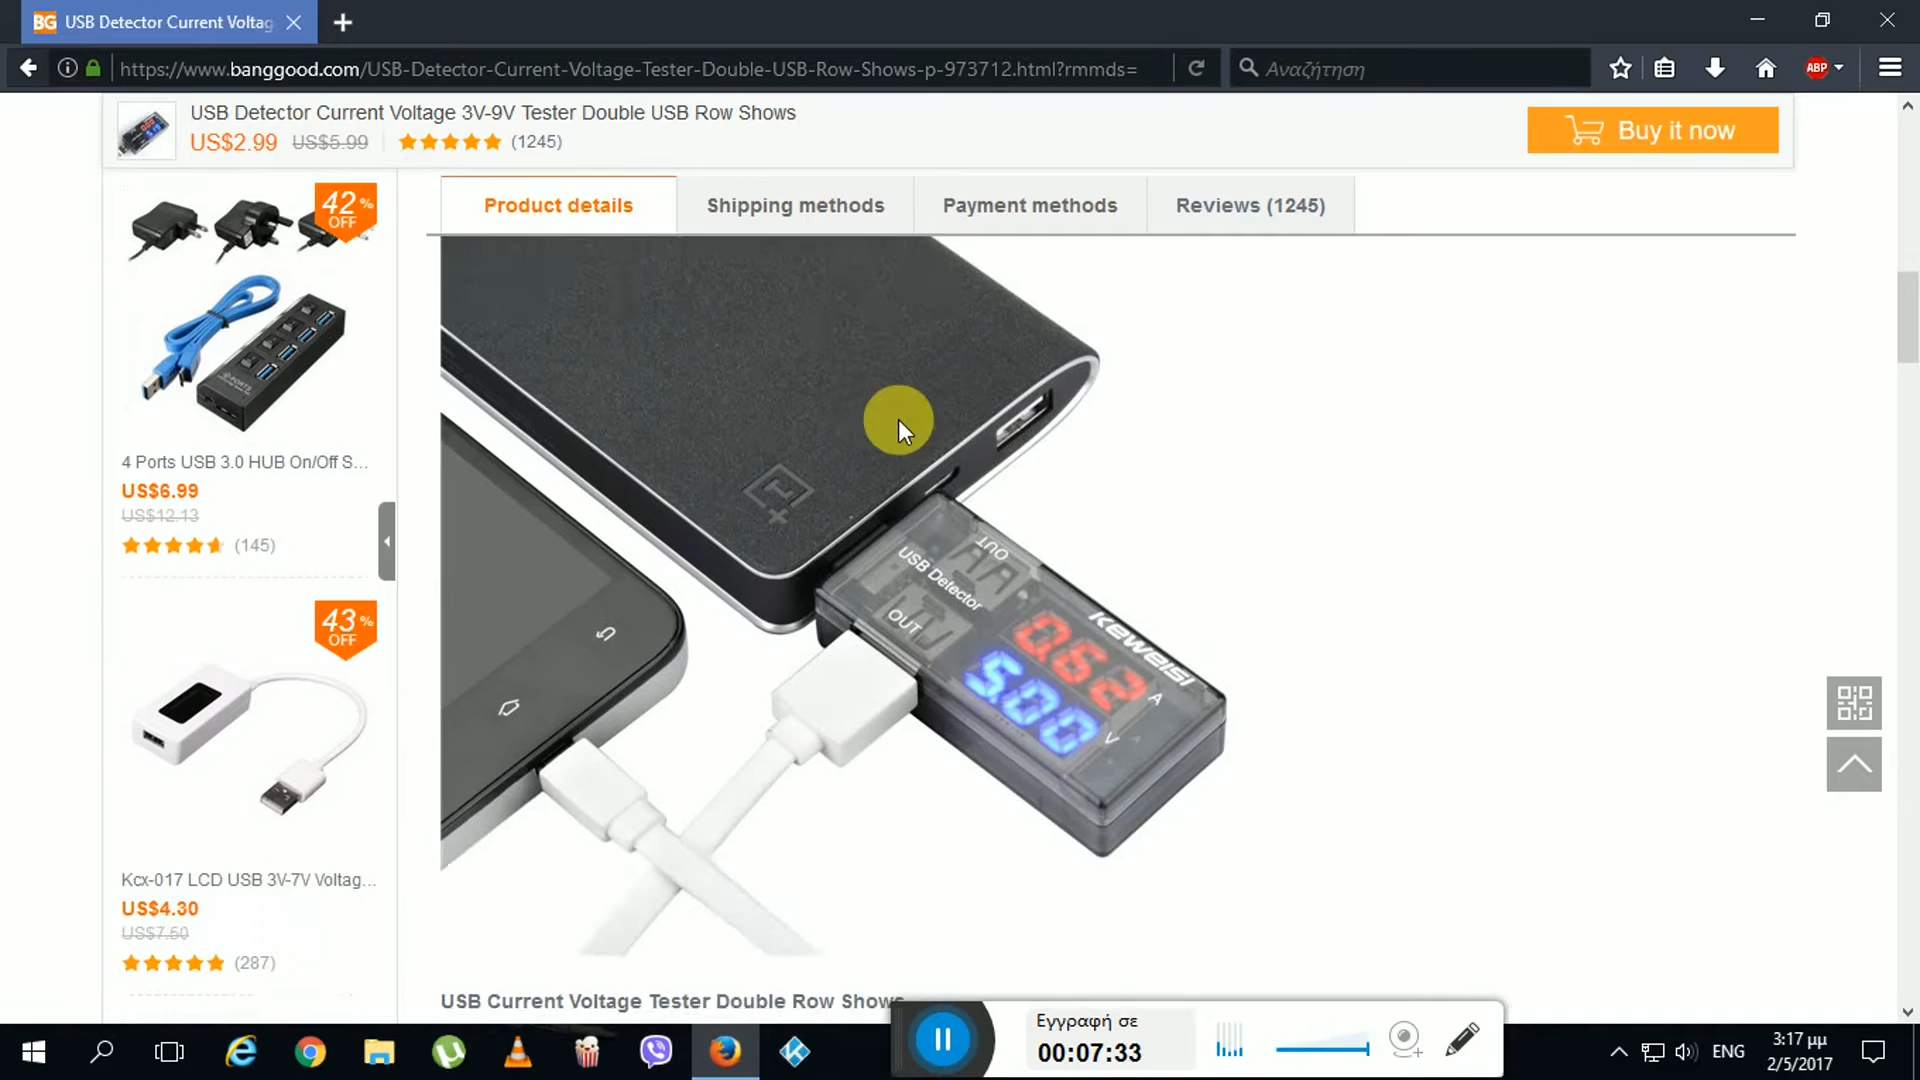 BG USB Detector Current Voltag
https://www.banggood.com/USB-Detector-Current-Voltage-Tester-Double-USB-Row-Shows-p-973712.html?rmmds=
Αναζήτηση
ABP
USB Detector Current Voltage 3V-9V Tester Double USB Row Shows
US$2.99 US$5.99 (1245)
Buy it now
42% OFF
4 Ports USB 3.0 HUB On/Off S...
US$6.99
US$12.13
(145)
43% OFF
Kcx-017 LCD USB 3V-7V Voltag...
US$4.30
US$7.50
(287)
Product details
Shipping methods
Payment methods
Reviews (1245)
OUT
USB Detector
OUT
KEWEISI
0.62 A
5.00 V
USB Current Voltage Tester Double Row Shows
Εγγραφή σε
00:07:33
ENG
3:17 μμ
2/5/2017